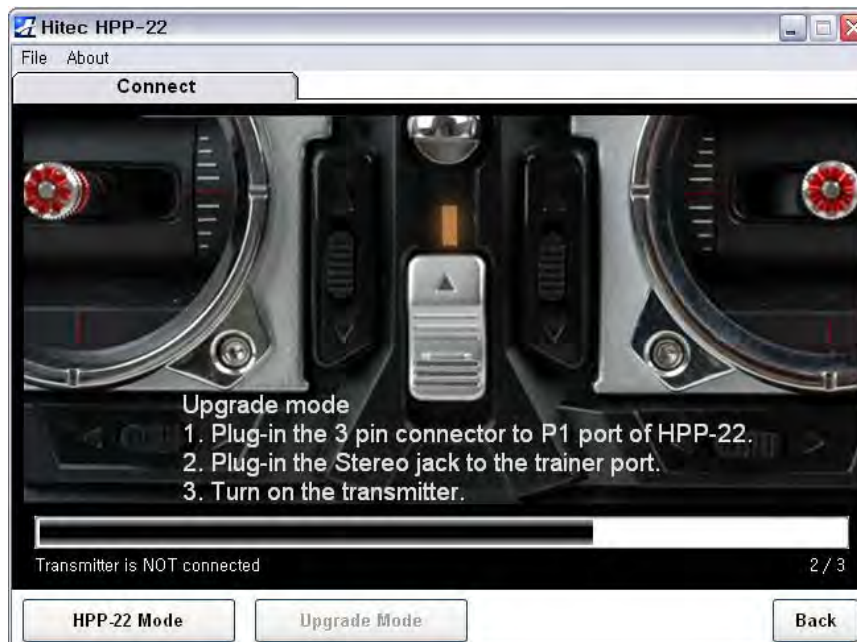 Hitec HPP-22
File About
Connect
Upgrade mode
1. Plug-in the 3 pin connector to P1 port of HPP-22.
2. Plug-in the Stereo jack to the trainer port.
3. Turn on the transmitter.
Transmitter is NOT connected 2 / 3
HPP-22 Mode Upgrade Mode Back